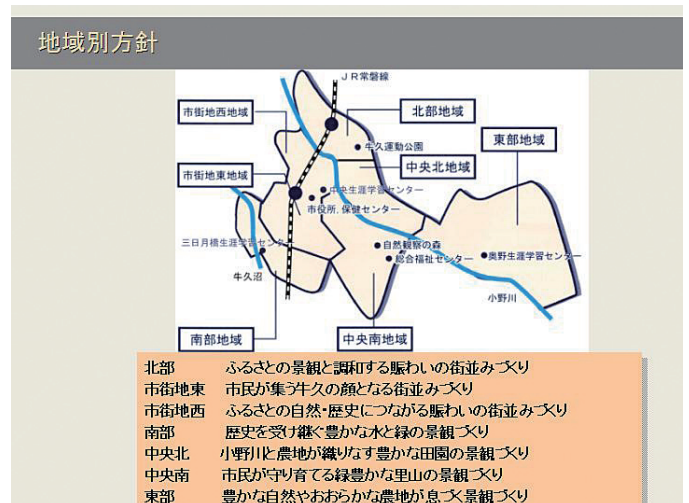 地域別方針
JR常磐線
市街地西地域
北部地域
牛久運動公園
東部地域
中央北地域
市街地東地域
中央生涯学習センター
市役所,保健センター
三日月橋生涯学習センター
自然観察の森
総合福祉センター
奥野生涯学習センター
牛久沼
小野川
南部地域
中央南地域
北部 ふるさとの景観と調和する賑わいの街並みづくり
市街地東 市民が集う牛久の顔となる街並みづくり
市街地西 ふるさとの自然・歴史につながる賑わいの街並みづくり
南部 歴史を受け継ぐ豊かな水と緑の景観づくり
中央北 小野川と農地が織りなす豊かな田園の景観づくり
中央南 市民が守り育てる緑豊かな里山の景観づくり
東部 豊かな自然やおおらかな農地が息づく景観づくり